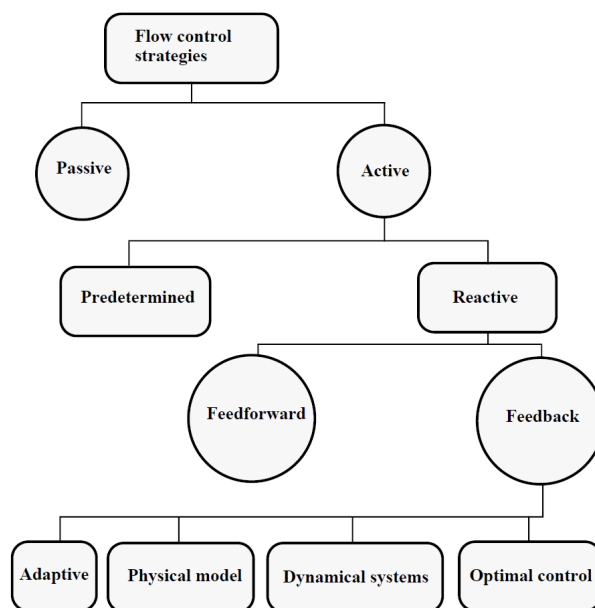 Flow control
strategies
Passive
Active
Predetermined
Reactive
Feedforward
Feedback
Adaptive
Physical model
Dynamical systems
Optimal control